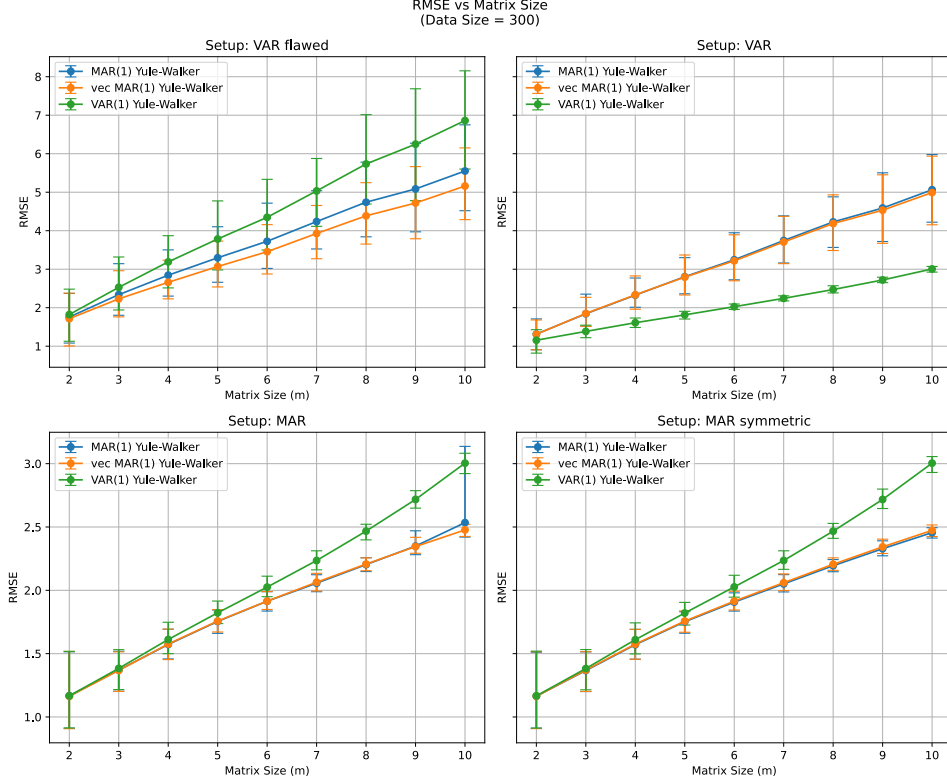 RMSE vs Matrix Size
(Data Size = 300)
Setup: VAR flawed
MAR(1) Yule-Walker
vec MAR(1) Yule-Walker
VAR(1) Yule-Walker
RMSE
8
7
6
5
4
3
2
1
2 3 4 5 6 7 8 9 10
Matrix Size (m)
Setup: VAR
MAR(1) Yule-Walker
vec MAR(1) Yule-Walker
VAR(1) Yule-Walker
RMSE
2 3 4 5 6 7 8 9 10
Matrix Size (m)
Setup: MAR
MAR(1) Yule-Walker
vec MAR(1) Yule-Walker
VAR(1) Yule-Walker
RMSE
3.0
2.5
2.0
1.5
1.0
2 3 4 5 6 7 8 9 10
Matrix Size (m)
Setup: MAR symmetric
MAR(1) Yule-Walker
vec MAR(1) Yule-Walker
VAR(1) Yule-Walker
RMSE
2 3 4 5 6 7 8 9 10
Matrix Size (m)